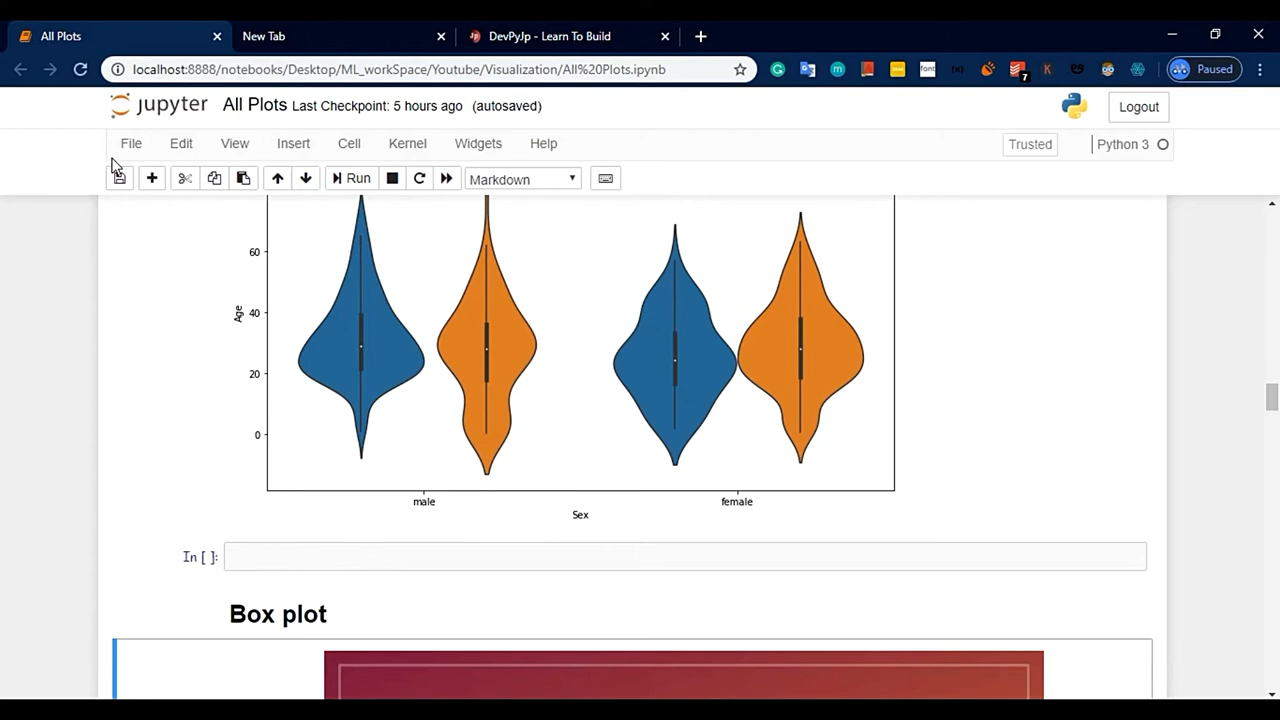 All Plots
New Tab
DevPyJp - Learn To Build
localhost:8888/notebooks/Desktop/ML_workSpace/Youtube/Visualization/All%20Plots.ipynb
7
Paused
jupyter All Plots Last Checkpoint: 5 hours ago (autosaved)
Logout
File Edit View Insert Cell Kernel Widgets Help
Trusted
Python 3
Run
Markdown
60
40
20
0
Age
male
female
Sex
In [ ]:
Box plot